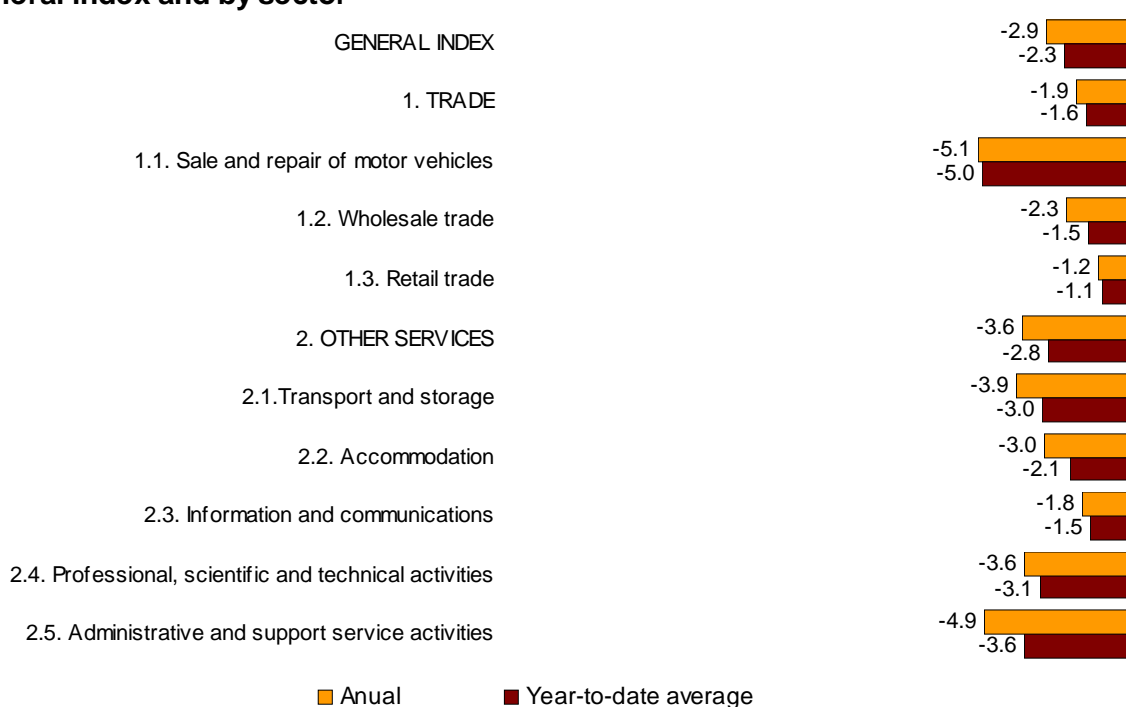 index and by sector
GENERAL INDEX
-2.9
-2.3
1. TRADE
-1.9
-1.6
1.1. Sale and repair of motor vehicles
-5.1
-5.0
1.2. Wholesale trade
-2.3
-1.5
1.3. Retail trade
-1.2
-1.1
2. OTHER SERVICES
-3.6
-2.8
2.1.Transport and storage
-3.9
-3.0
2.2. Accommodation
-3.0
-2.1
2.3. Information and communications
-1.8
-1.5
2.4. Professional, scientific and technical activities
-3.6
-3.1
2.5. Administrative and support service activities
-4.9
-3.6
Anual Year-to-date average